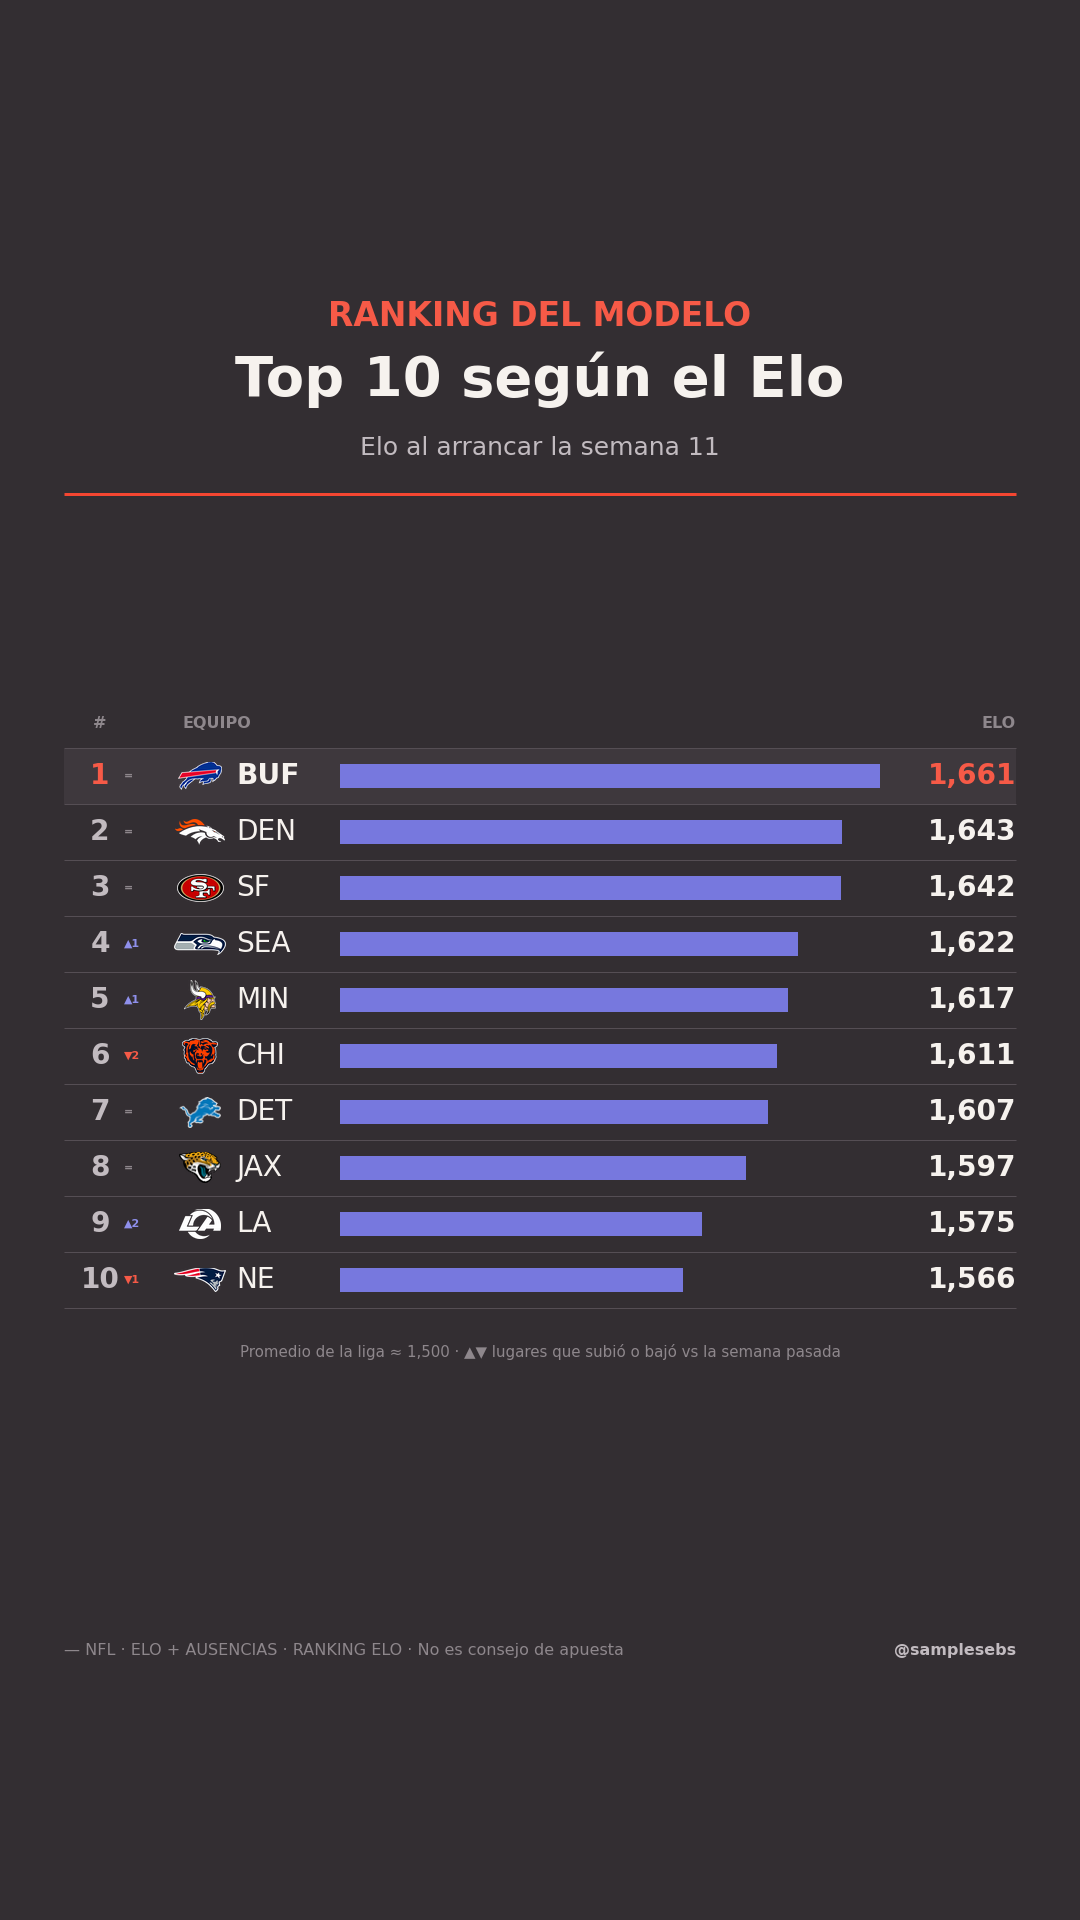 RANKING DEL MODELO
Top 10 según el Elo
Elo al arrancar la semana 11
# EQUIPO ELO
1 = BUF 1,661
2 = DEN 1,643
3 = SF 1,642
4 ▲1 SEA 1,622
5 ▲1 MIN 1,617
6 ▼2 CHI 1,611
7 = DET 1,607
8 = JAX 1,597
9 ▲2 LA 1,575
10 ▼1 NE 1,566
Promedio de la liga ≈ 1,500 · ▲▼ lugares que subió o bajó vs la semana pasada
— NFL · ELO + AUSENCIAS · RANKING ELO · No es consejo de apuesta @samplesebs